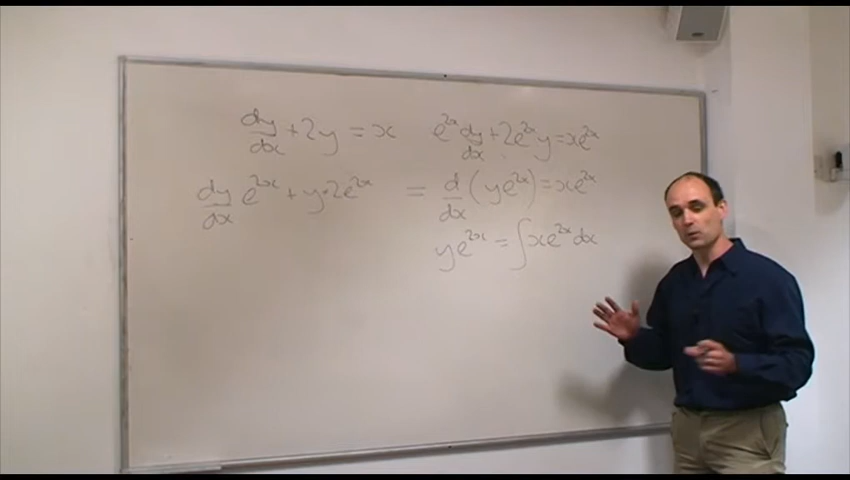 dy/dx + 2y = x
e^{2x} dy/dx + 2e^{2x}y = xe^{2x}
dy/dx e^{2x} + y·2e^{2x} = d/dx (ye^{2x}) = xe^{2x}
ye^{2x} = ∫xe^{2x} dx